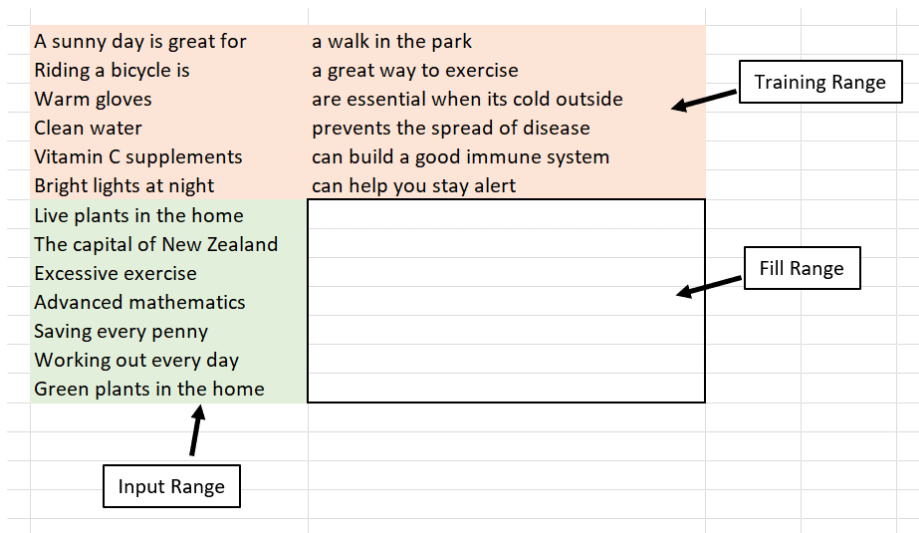 A sunny day is great for a walk in the park
Riding a bicycle is a great way to exercise
Warm gloves are essential when its cold outside
Clean water prevents the spread of disease
Vitamin C supplements can build a good immune system
Bright lights at night can help you stay alert
Training Range
Live plants in the home
The capital of New Zealand
Excessive exercise
Advanced mathematics
Saving every penny
Working out every day
Green plants in the home
Fill Range
Input Range